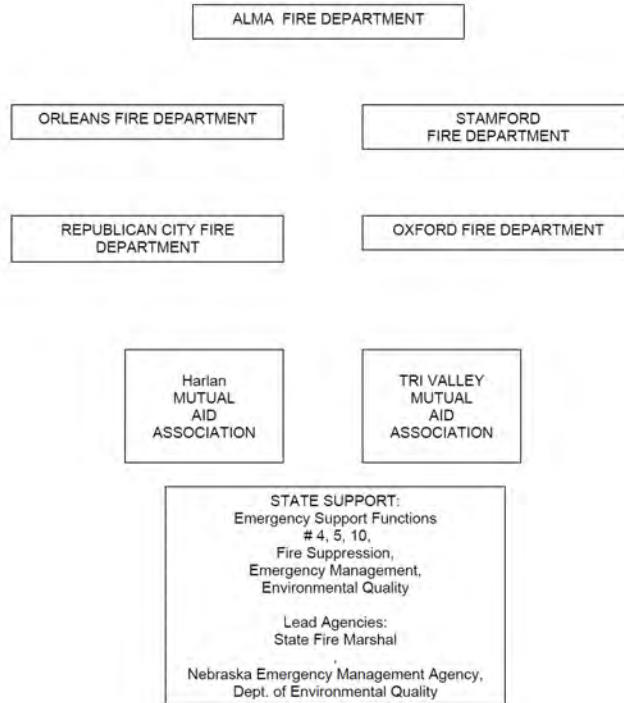 ALMA FIRE DEPARTMENT
ORLEANS FIRE DEPARTMENT
STAMFORD
FIRE DEPARTMENT
REPUBLICAN CITY FIRE
DEPARTMENT
OXFORD FIRE DEPARTMENT
Harlan
MUTUAL
AID
ASSOCIATION
TRI VALLEY
MUTUAL
AID
ASSOCIATION
STATE SUPPORT:
Emergency Support Functions
# 4, 5, 10,
Fire Suppression,
Emergency Management,
Environmental Quality
Lead Agencies:
State Fire Marshal
,
Nebraska Emergency Management Agency,
Dept. of Environmental Quality